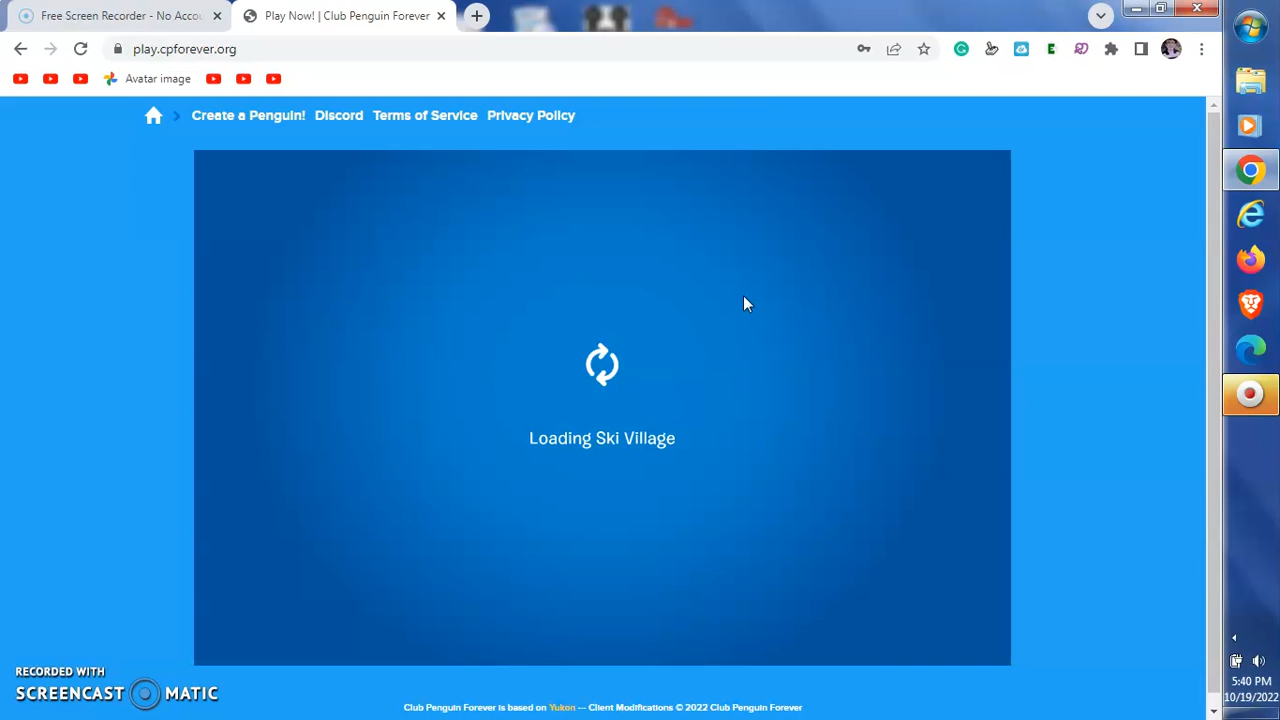 Free Screen Recorder - No Accou
Play Now! | Club Penguin Forever
play.cpforever.org
Avatar image
Create a Penguin! Discord Terms of Service Privacy Policy
Loading Ski Village
RECORDED WITH
SCREENCAST MATIC
Club Penguin Forever is based on Yukon --- Client Modifications © 2022 Club Penguin Forever
5:40 PM
10/19/2022